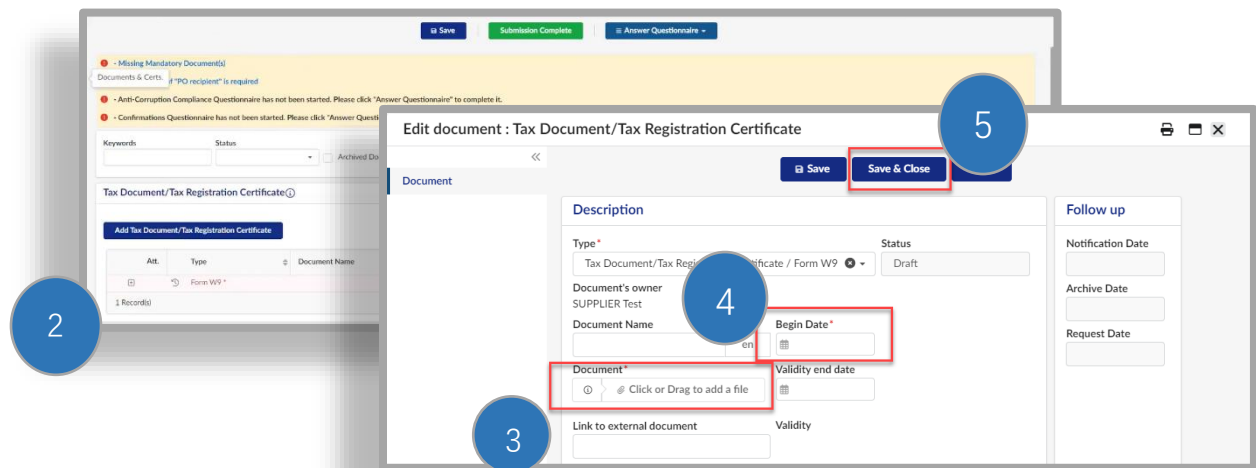 Save
Submission Complete
Answer Questionnaire
- Missing Mandatory Document(s)
Documents & Certs.
"PO recipient" is required
- Anti-Corruption Compliance Questionnaire has not been started. Please click "Answer Questionnaire" to complete it.
- Confirmations Questionnaire has not been started. Please click "Answer
Keywords
Status
Archived
Tax Document/Tax Registration Certificate
Add Tax Document/Tax Registration Certificate
Att.
Type
Document Name
Form W9 *
1 Record(s)
2
Edit document : Tax Document/Tax Registration Certificate
5
Document
Save
Save & Close
Description
Follow up
Type*
Status
Notification Date
Tax Document/Tax / Form W9
Draft
Document's owner
SUPPLIER Test
Archive Date
4
Document Name
en
Begin Date*
Request Date
Document*
Validity end date
Click or Drag to add a file
3
Link to external document
Validity